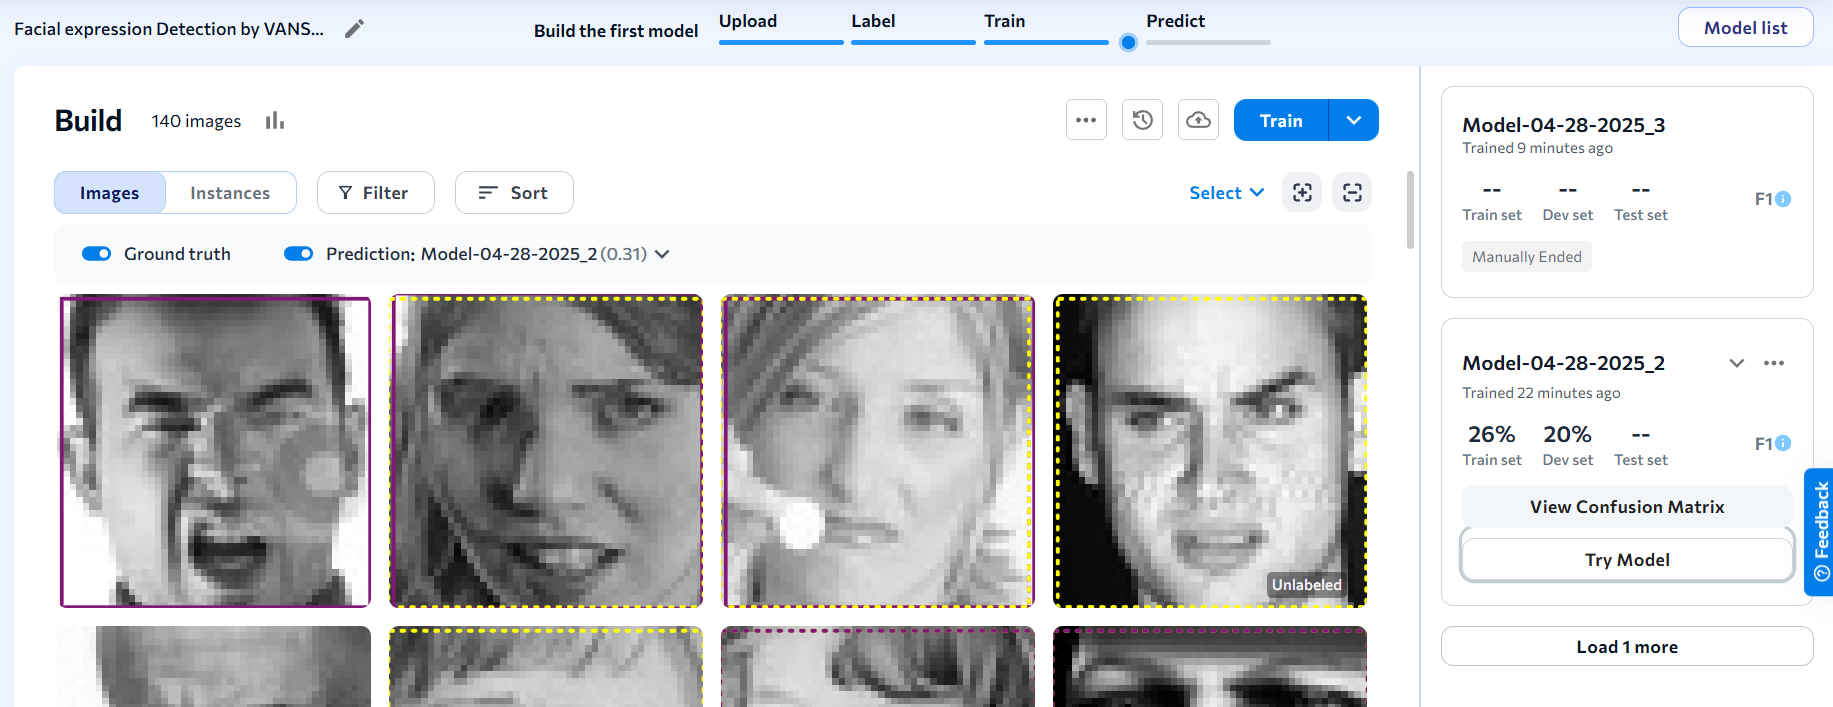 Facial expression Detection by VANS...
Build the first model
Upload
Label
Train
Predict
Model list
Build
140 images
Train
Images
Instances
Filter
Sort
Select
Ground truth
Prediction: Model-04-28-2025_2 (0.31)
Unlabeled
Model-04-28-2025_3
Trained 9 minutes ago
-- -- --
Train set Dev set Test set
F1
Manually Ended
Model-04-28-2025_2
Trained 22 minutes ago
26% 20% --
Train set Dev set Test set
F1
View Confusion Matrix
Try Model
Load 1 more
Feedback